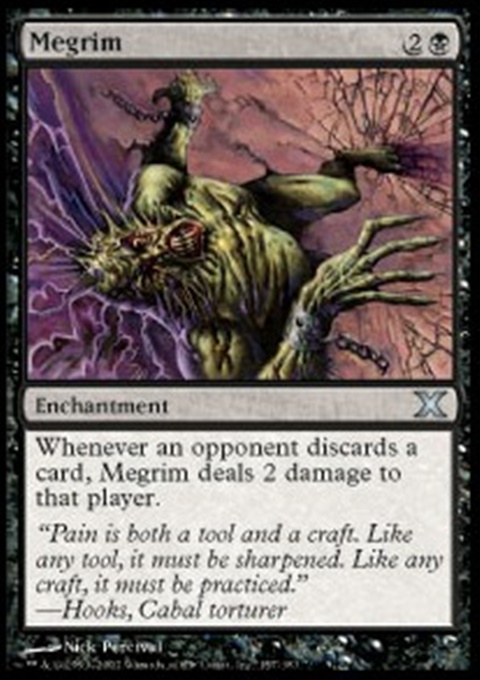 Megrim 2
Enchantment
Whenever an opponent discards a
card, Megrim deals 2 damage to
that player.
“Pain is both a tool and a craft. Like
any tool, it must be sharpened. Like any
craft, it must be practiced.”
—Hooks, Cabal torturer
Nick Percival